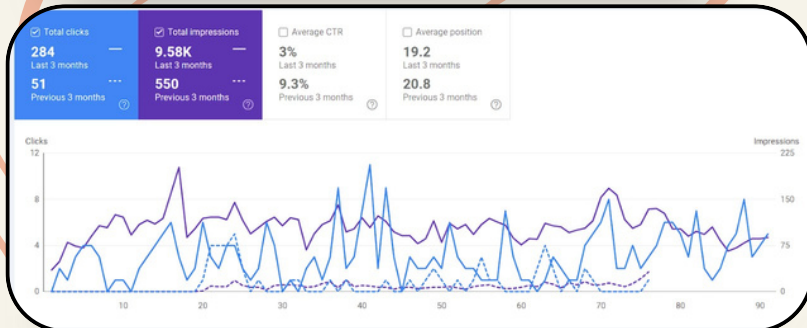 Total clicks
284
Last 3 months
51
Previous 3 months
Total impressions
9.58K
Last 3 months
550
Previous 3 months
Average CTR
3%
Last 3 months
9.3%
Previous 3 months
Average position
19.2
Last 3 months
20.8
Previous 3 months
Clicks
Impressions
12
225
8
150
4
75
0
0
10 20 30 40 50 60 70 80 90